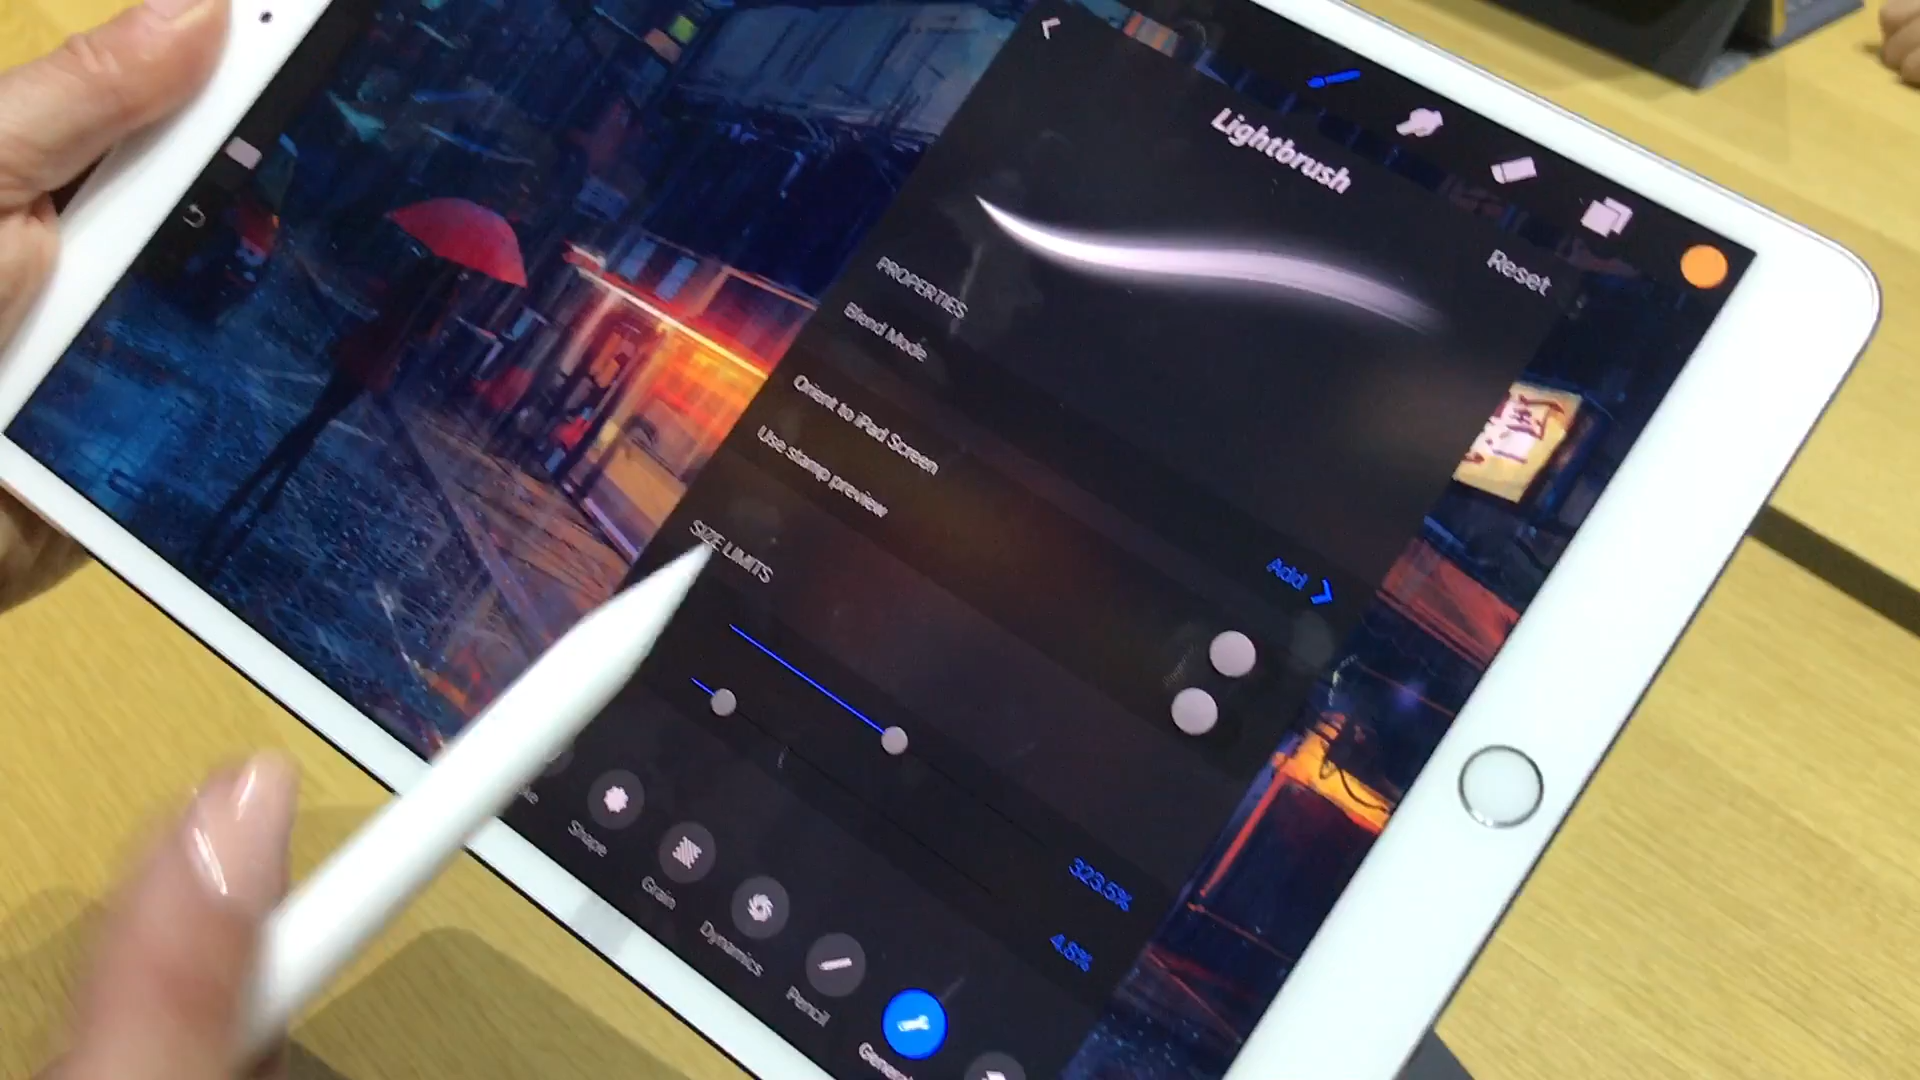 Lightbrush
Reset
PROPERTIES
Blend Mode
Add
Orient to iPad Screen
Use stamp preview
SIZE LIMITS
323.5%
4.8%
Shape
Grain
Dynamics
Pencil